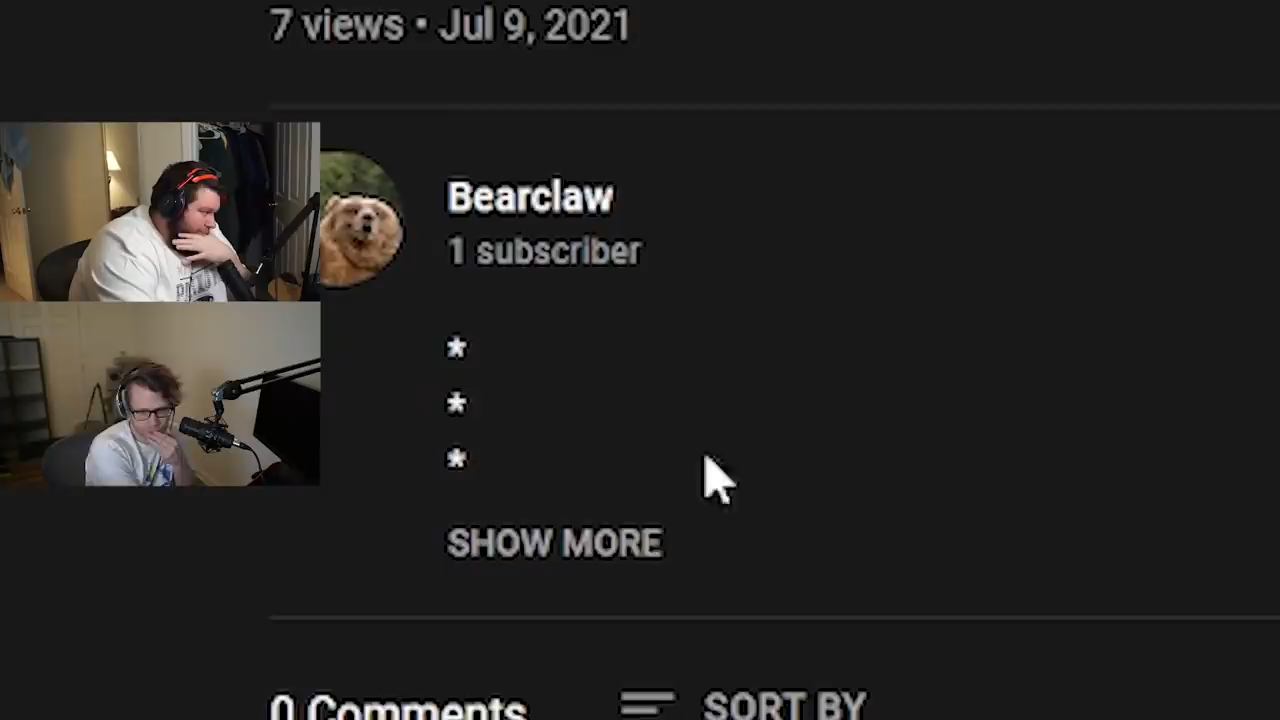 7 views • Jul 9, 2021
Bearclaw
1 subscriber
*
*
*
SHOW MORE
0 Comments
SORT BY